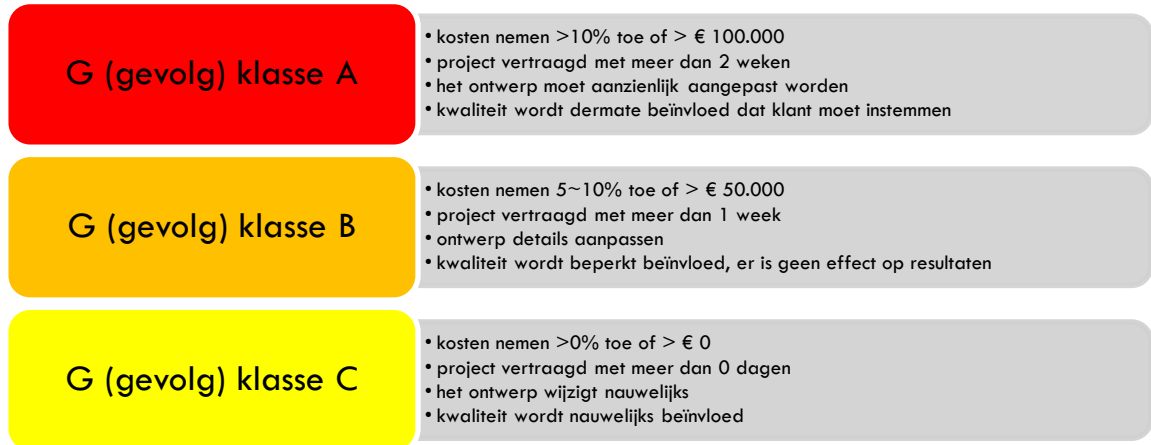 G (gevolg) klasse A
• kosten nemen >10% toe of > € 100.000
• project vertraagd met meer dan 2 weken
• het ontwerp moet aanzienlijk aangepast worden
• kwaliteit wordt dermate beïnvloed dat klant moet instemmen
G (gevolg) klasse B
• kosten nemen 5~10% toe of > € 50.000
• project vertraagd met meer dan 1 week
• ontwerp details aanpassen
• kwaliteit wordt beperkt beïnvloed, er is geen effect op resultaten
G (gevolg) klasse C
• kosten nemen >0% toe of > € 0
• project vertraagd met meer dan 0 dagen
• het ontwerp wijzigt nauwelijks
• kwaliteit wordt nauwelijks beïnvloed